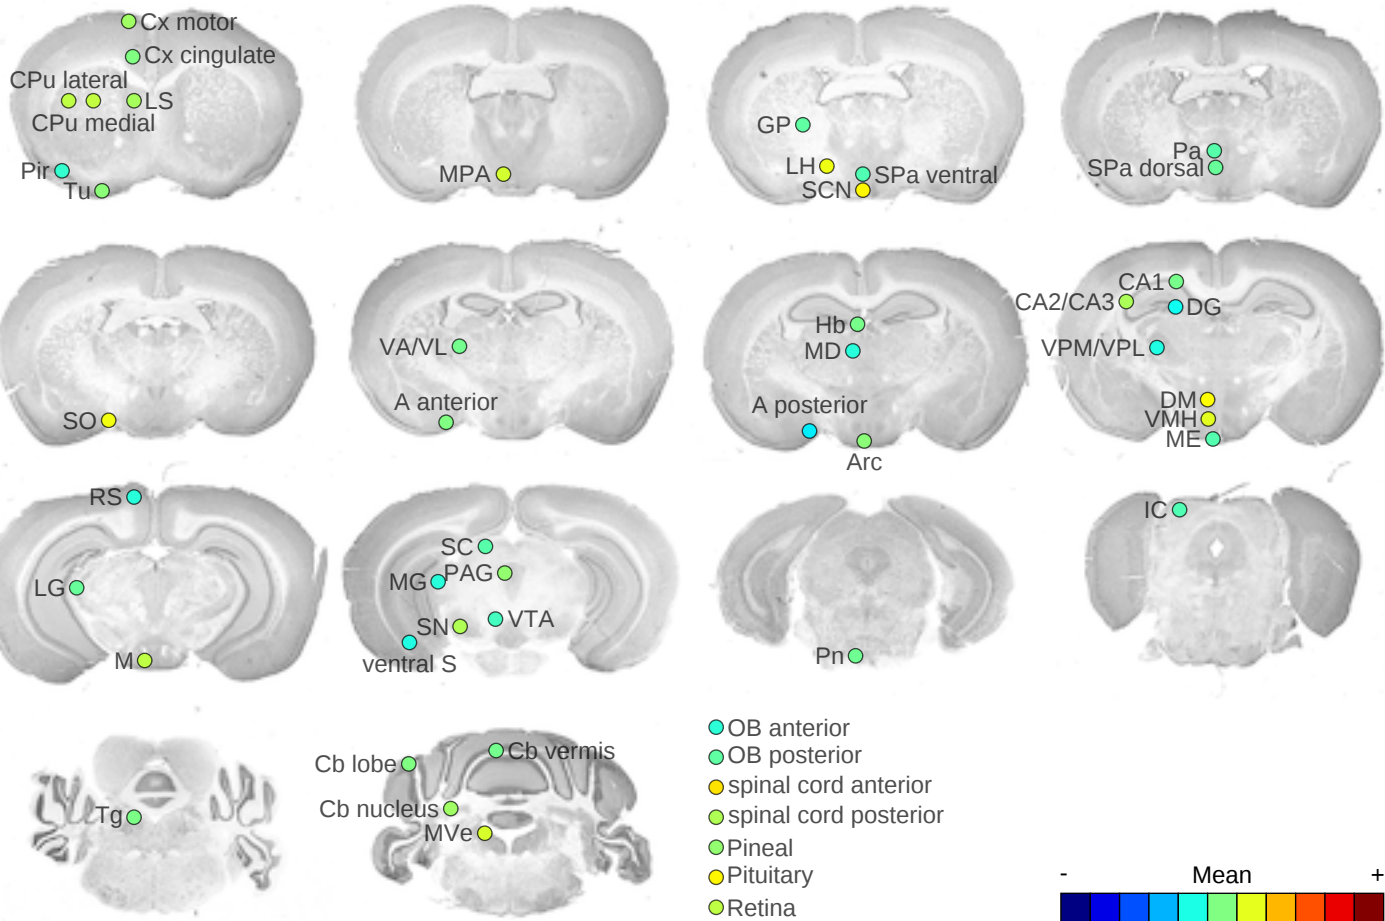 Cx motor
Cx cingulate
CPu lateral
LS
CPu medial
Pir
Tu
MPA
GP
LH
SPa ventral
SCN
Pa
SPa dorsal
SO
VA/VL
A anterior
Hb
MD
A posterior
Arc
CA1
CA2/CA3
DG
VPM/VPL
DM
VMH
ME
RS
LG
M
SC
MG
PAG
SN
VTA
ventral S
Pn
IC
Tg
Cb lobe
Cb vermis
Cb nucleus
MVe
OB anterior
OB posterior
spinal cord anterior
spinal cord posterior
Pineal
Pituitary
Retina
- Mean +